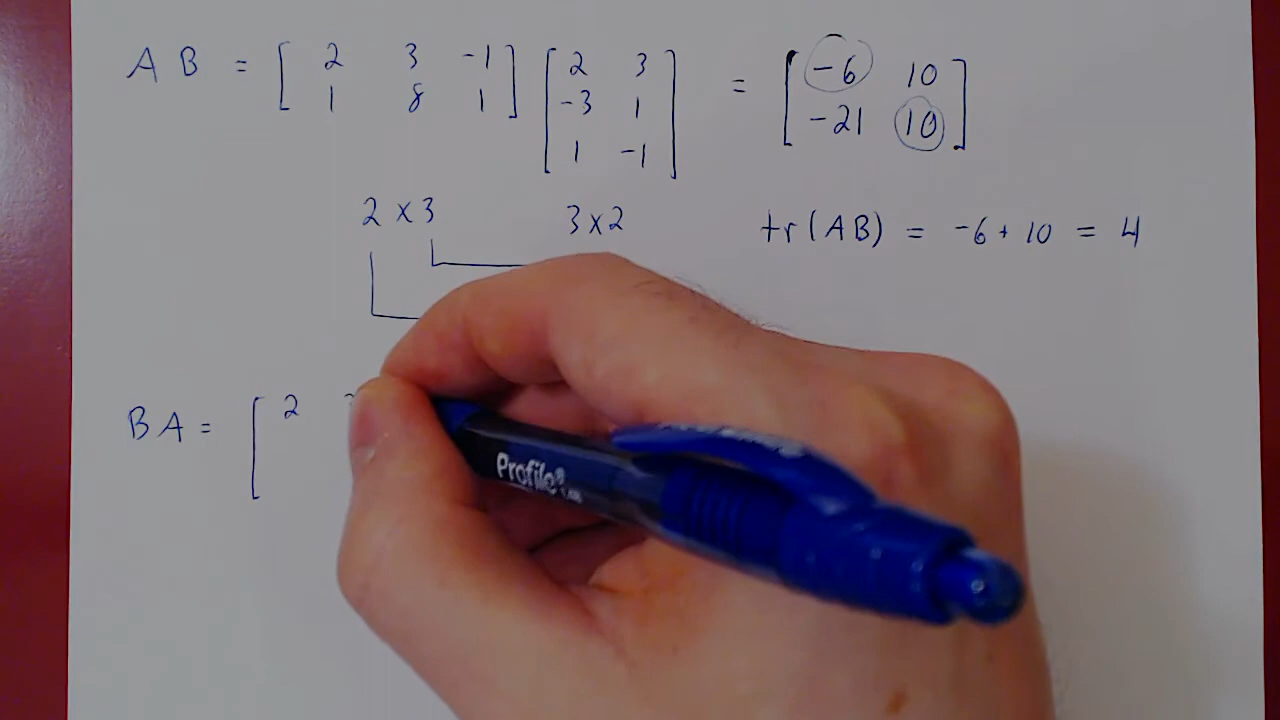 AB = [ 2 3 -1 ] [ 2 3 ] = [ -6 10 ]
1 8 1 -3 1 -21 10
1 -1
2 x 3 3 x 2 tr(AB) = -6 + 10 = 4
BA = [ 2
Profile